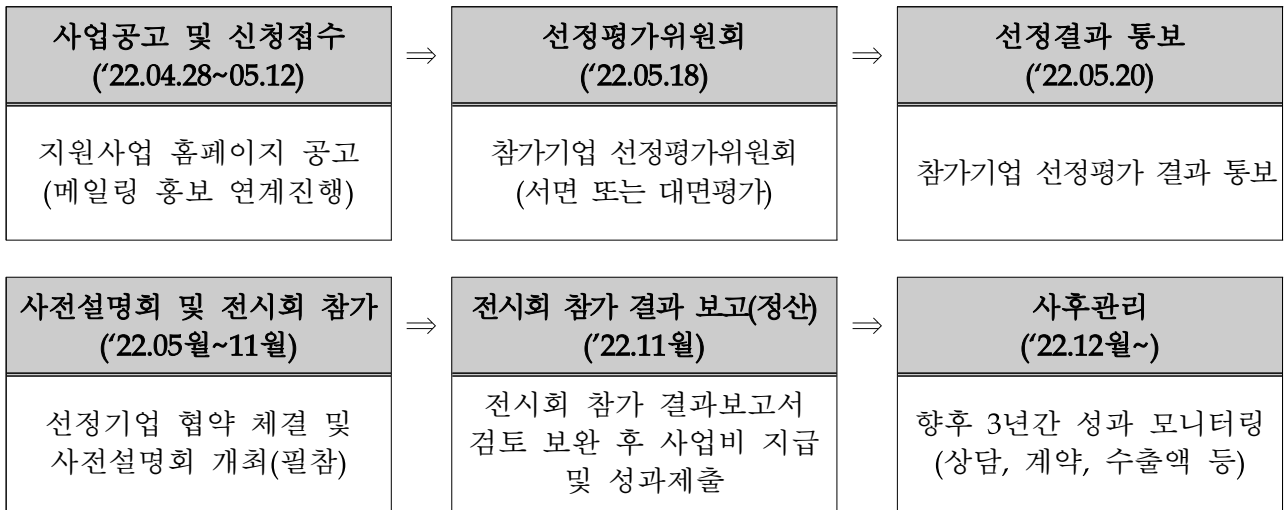 사업공고 및 신청접수
(‘22.04.28~05.12)
지원사업 홈페이지 공고
(메일링 홍보 연계진행)
⇒
선정평가위원회
(‘22.05.18)
참가기업 선정평가위원회
(서면 또는 대면평가)
⇒
선정결과 통보
(‘22.05.20)
참가기업 선정평가 결과 통보
사전설명회 및 전시회 참가
(‘22.05월~11월)
선정기업 협약 체결 및
사전설명회 개최(필참)
⇒
전시회 참가 결과 보고(정산)
(’22.11월)
전시회 참가 결과보고서
검토 보완 후 사업비 지급
및 성과제출
⇒
사후관리
(‘22.12월~)
향후 3년간 성과 모니터링
(상담, 계약, 수출액 등)